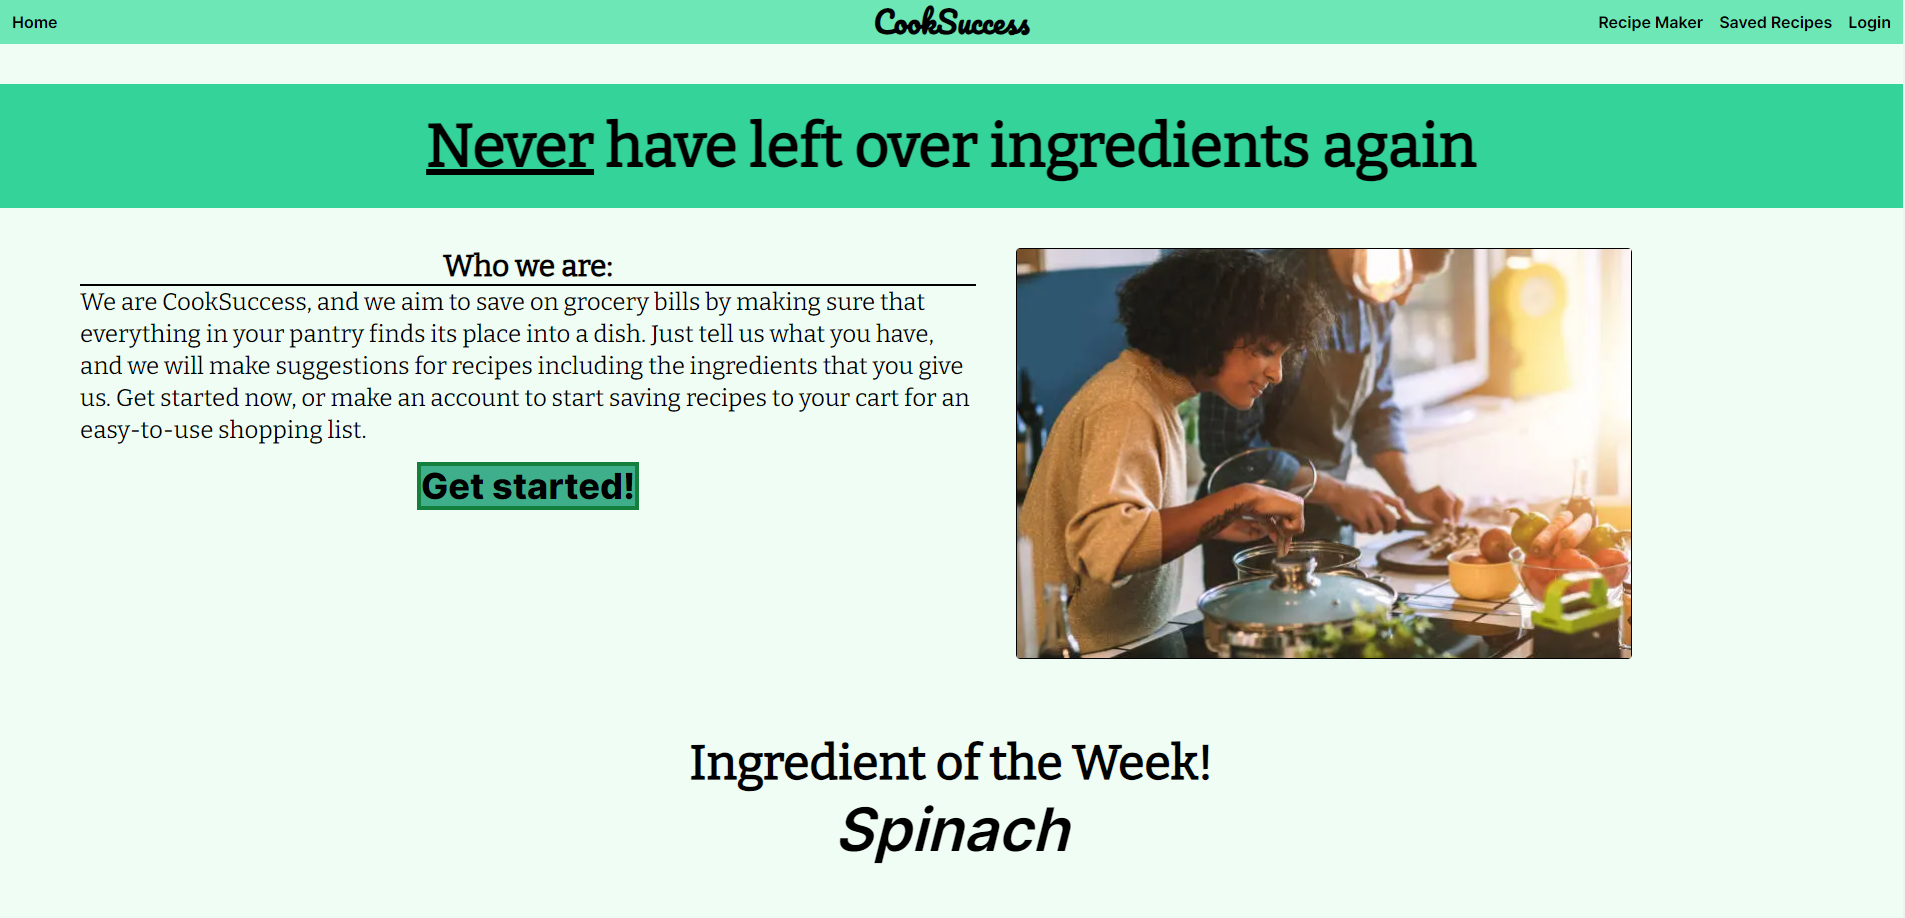 Home
CookSuccess
Recipe Maker
Saved Recipes
Login
Never have left over ingredients again
Who we are:
We are CookSuccess, and we aim to save on grocery bills by making sure that
everything in your pantry finds its place into a dish. Just tell us what you have,
and we will make suggestions for recipes including the ingredients that you give
us. Get started now, or make an account to start saving recipes to your cart for an
easy-to-use shopping list.
Get started!
Ingredient of the Week!
Spinach